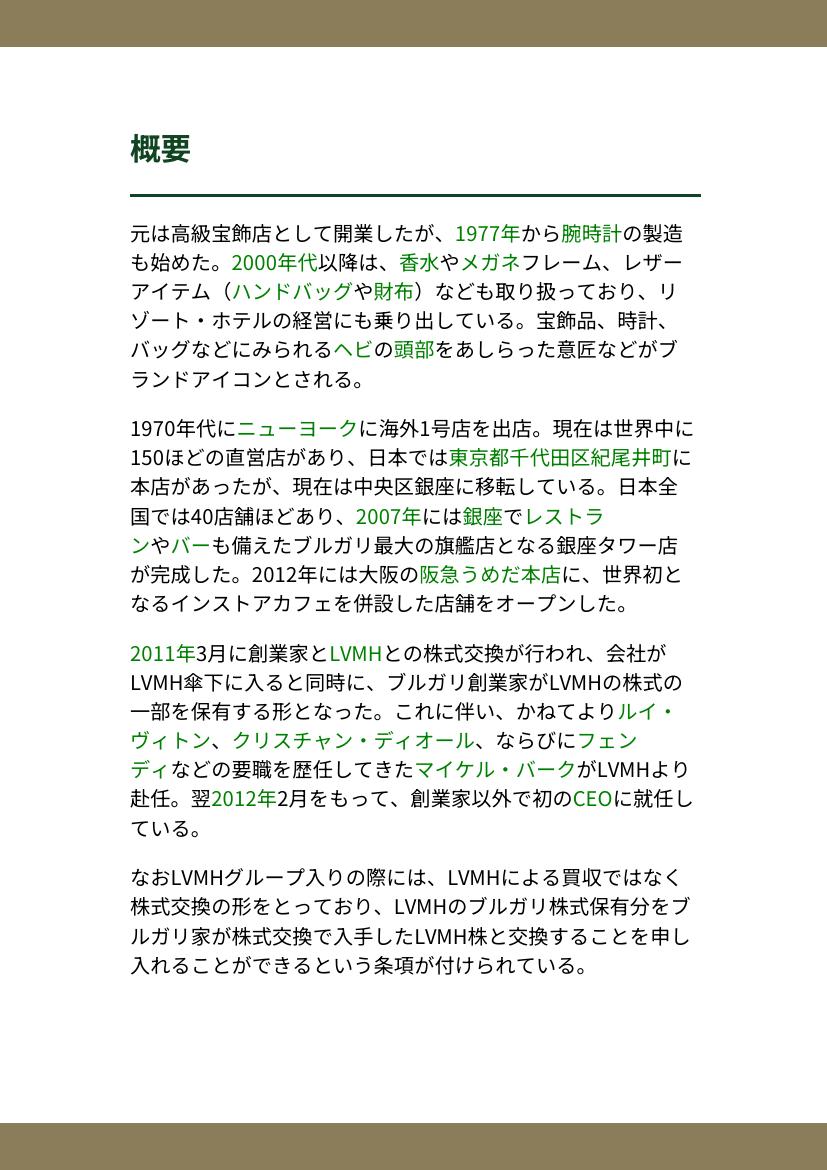 概要
元は高級宝飾店として開業したが、1977年から腕時計の製造
も始めた。2000年代以降は、香水やメガネフレーム、レザー
アイテム（ハンドバッグや財布）なども取り扱っており、リ
ゾート・ホテルの経営にも乗り出している。宝飾品、時計、
バッグなどにみられるヘビの頭部をあしらった意匠などがブ
ランドアイコンとされる。
1970年代にニューヨークに海外1号店を出店。現在は世界中に
150ほどの直営店があり、日本では東京都千代田区紀尾井町に
本店があったが、現在は中央区銀座に移転している。日本全
国では40店舗ほどあり、2007年には銀座でレストラ
ンやバーも備えたブルガリ最大の旗艦店となる銀座タワー店
が完成した。2012年には大阪の阪急うめだ本店に、世界初と
なるインストアカフェを併設した店舗をオープンした。
2011年3月に創業家とLVMHとの株式交換が行われ、会社が
LVMH傘下に入ると同時に、ブルガリ創業家がLVMHの株式の
一部を保有する形となった。これに伴い、かねてよりルイ・
ヴィトン、クリスチャン・ディオール、ならびにフェン
ディなどの要職を歴任してきたマイケル・バークがLVMHより
赴任。翌2012年2月をもって、創業家以外で初のCEOに就任し
ている。
なおLVMHグループ入りの際には、LVMHによる買収ではなく
株式交換の形をとっており、LVMHのブルガリ株式保有分をブ
ルガリ家が株式交換で入手したLVMH株と交換することを申し
入れることができるという条項が付けられている。